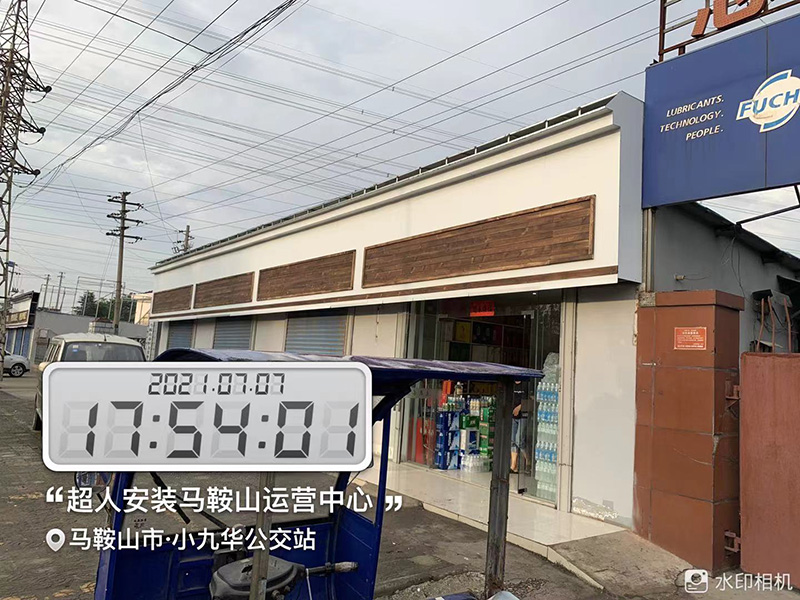 LUBRICANTS.
TECHNOLOGY.
PEOPLE.
FUCH
2021.07.07
17:54:01
“超人安装马鞍山运营中心”
马鞍山市·小九华公交站
水印相机